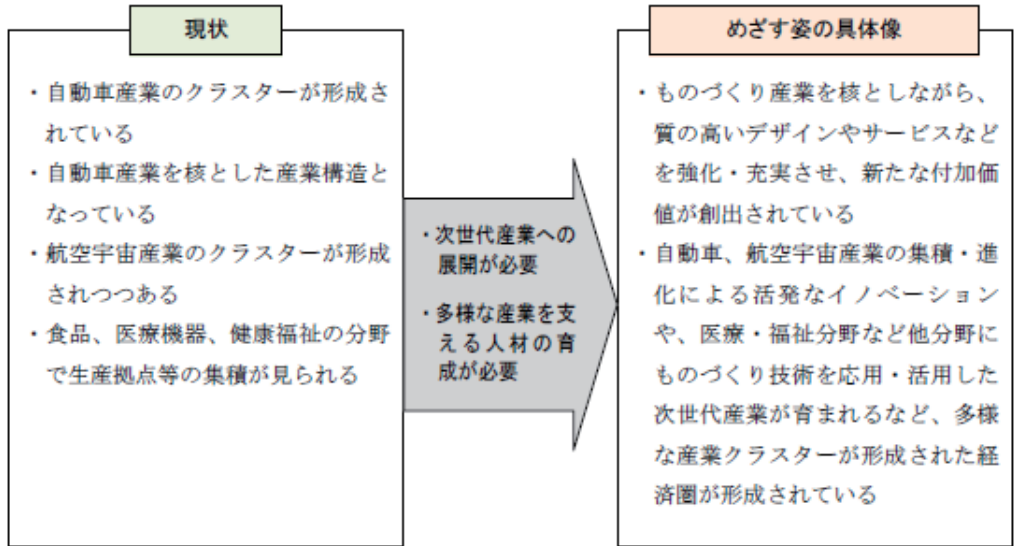 現状
・自動車産業のクラスターが形成さ
れている
・自動車産業を核とした産業構造と
なっている
・航空宇宙産業のクラスターが形成
されつつある
・食品、医療機器、健康福祉の分野
で生産拠点等の集積が見られる
・次世代産業への
展開が必要
・多様な産業を支
える人材の育
成が必要
めざす姿の具体像
・ものづくり産業を核としながら、
質の高いデザインやサービスなど
を強化・充実させ、新たな付加価
値が創出されている
・自動車、航空宇宙産業の集積・進
化による活発なイノベーション
や、医療・福祉分野など他分野に
ものづくり技術を応用・活用した
次世代産業が育まれるなど、多様
な産業クラスターが形成された経
済圏が形成されている